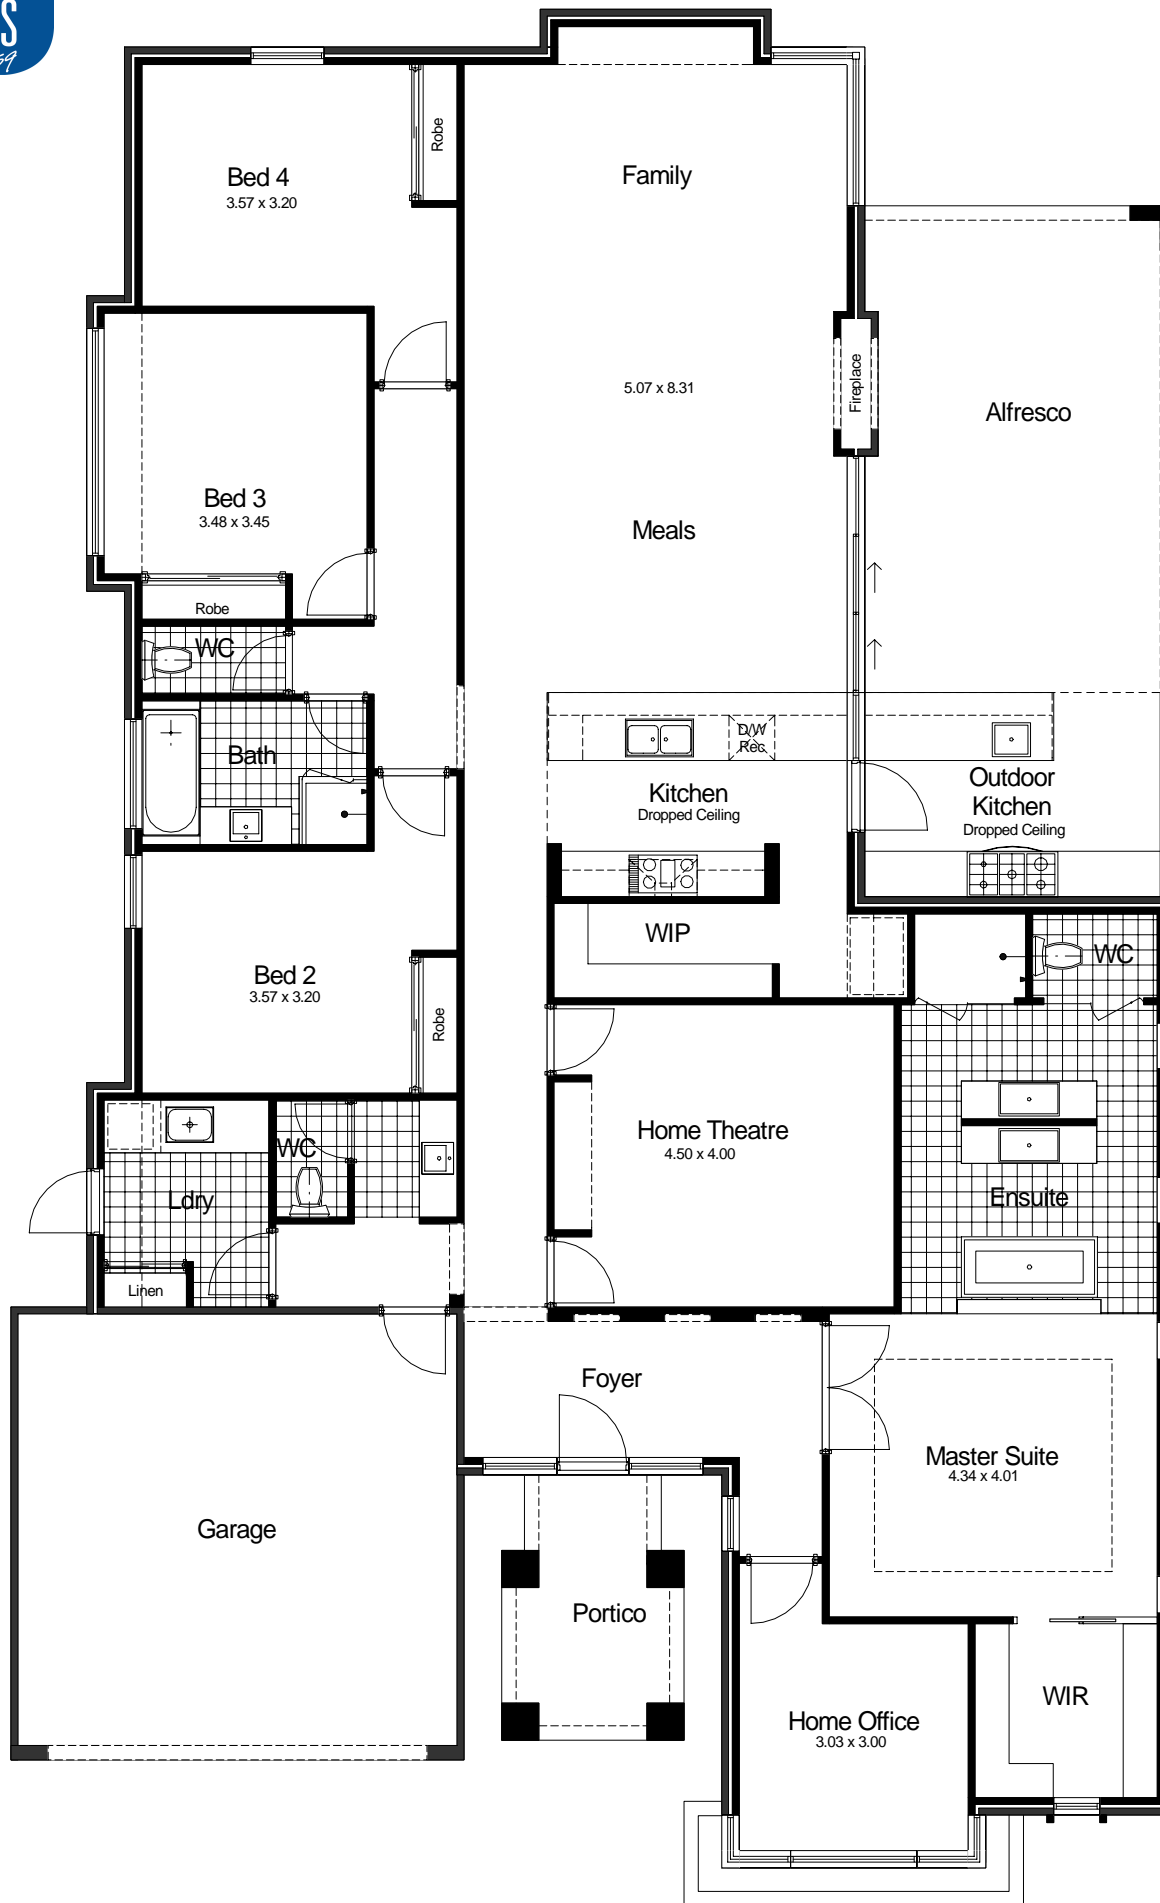 S
59
Robe
Bed 4
3.57 x 3.20
Family
Fireplace
5.07 x 8.31
Alfresco
Bed 3
3.48 x 3.45
Meals
Robe
WC
D/W
Rec
Bath
Kitchen
Dropped Ceiling
Outdoor
Kitchen
Dropped Ceiling
WIP
WC
Bed 2
3.57 x 3.20
Robe
Home Theatre
4.50 x 4.00
WC
Ldry
Ensuite
Linen
Foyer
Master Suite
4.34 x 4.01
Garage
Portico
WIR
Home Office
3.03 x 3.00